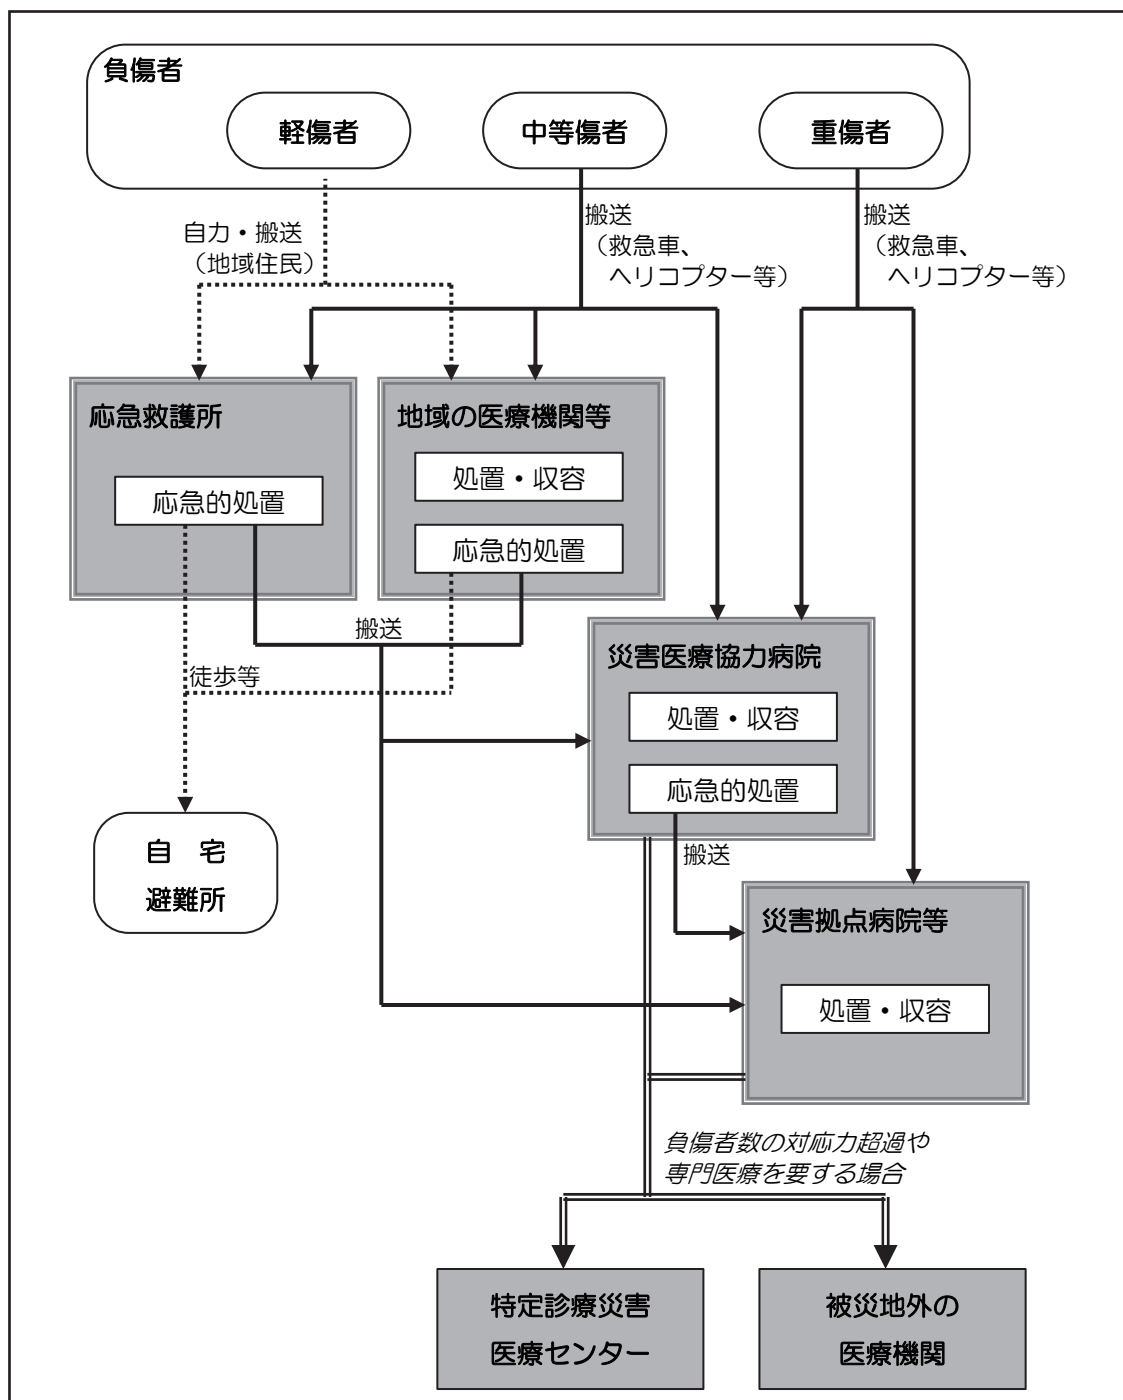 負傷者
軽傷者
中等傷者
重傷者
自力・搬送
（地域住民）
搬送
（救急車、
ヘリコプター等）
搬送
（救急車、
ヘリコプター等）
応急救護所
応急的処置
地域の医療機関等
処置・収容
応急的処置
搬送
徒歩等
災害医療協力病院
処置・収容
応急的処置
搬送
自　宅
避難所
災害拠点病院等
処置・収容
負傷者数の対応力超過や
専門医療を要する場合
特定診療災害
医療センター
被災地外の
医療機関